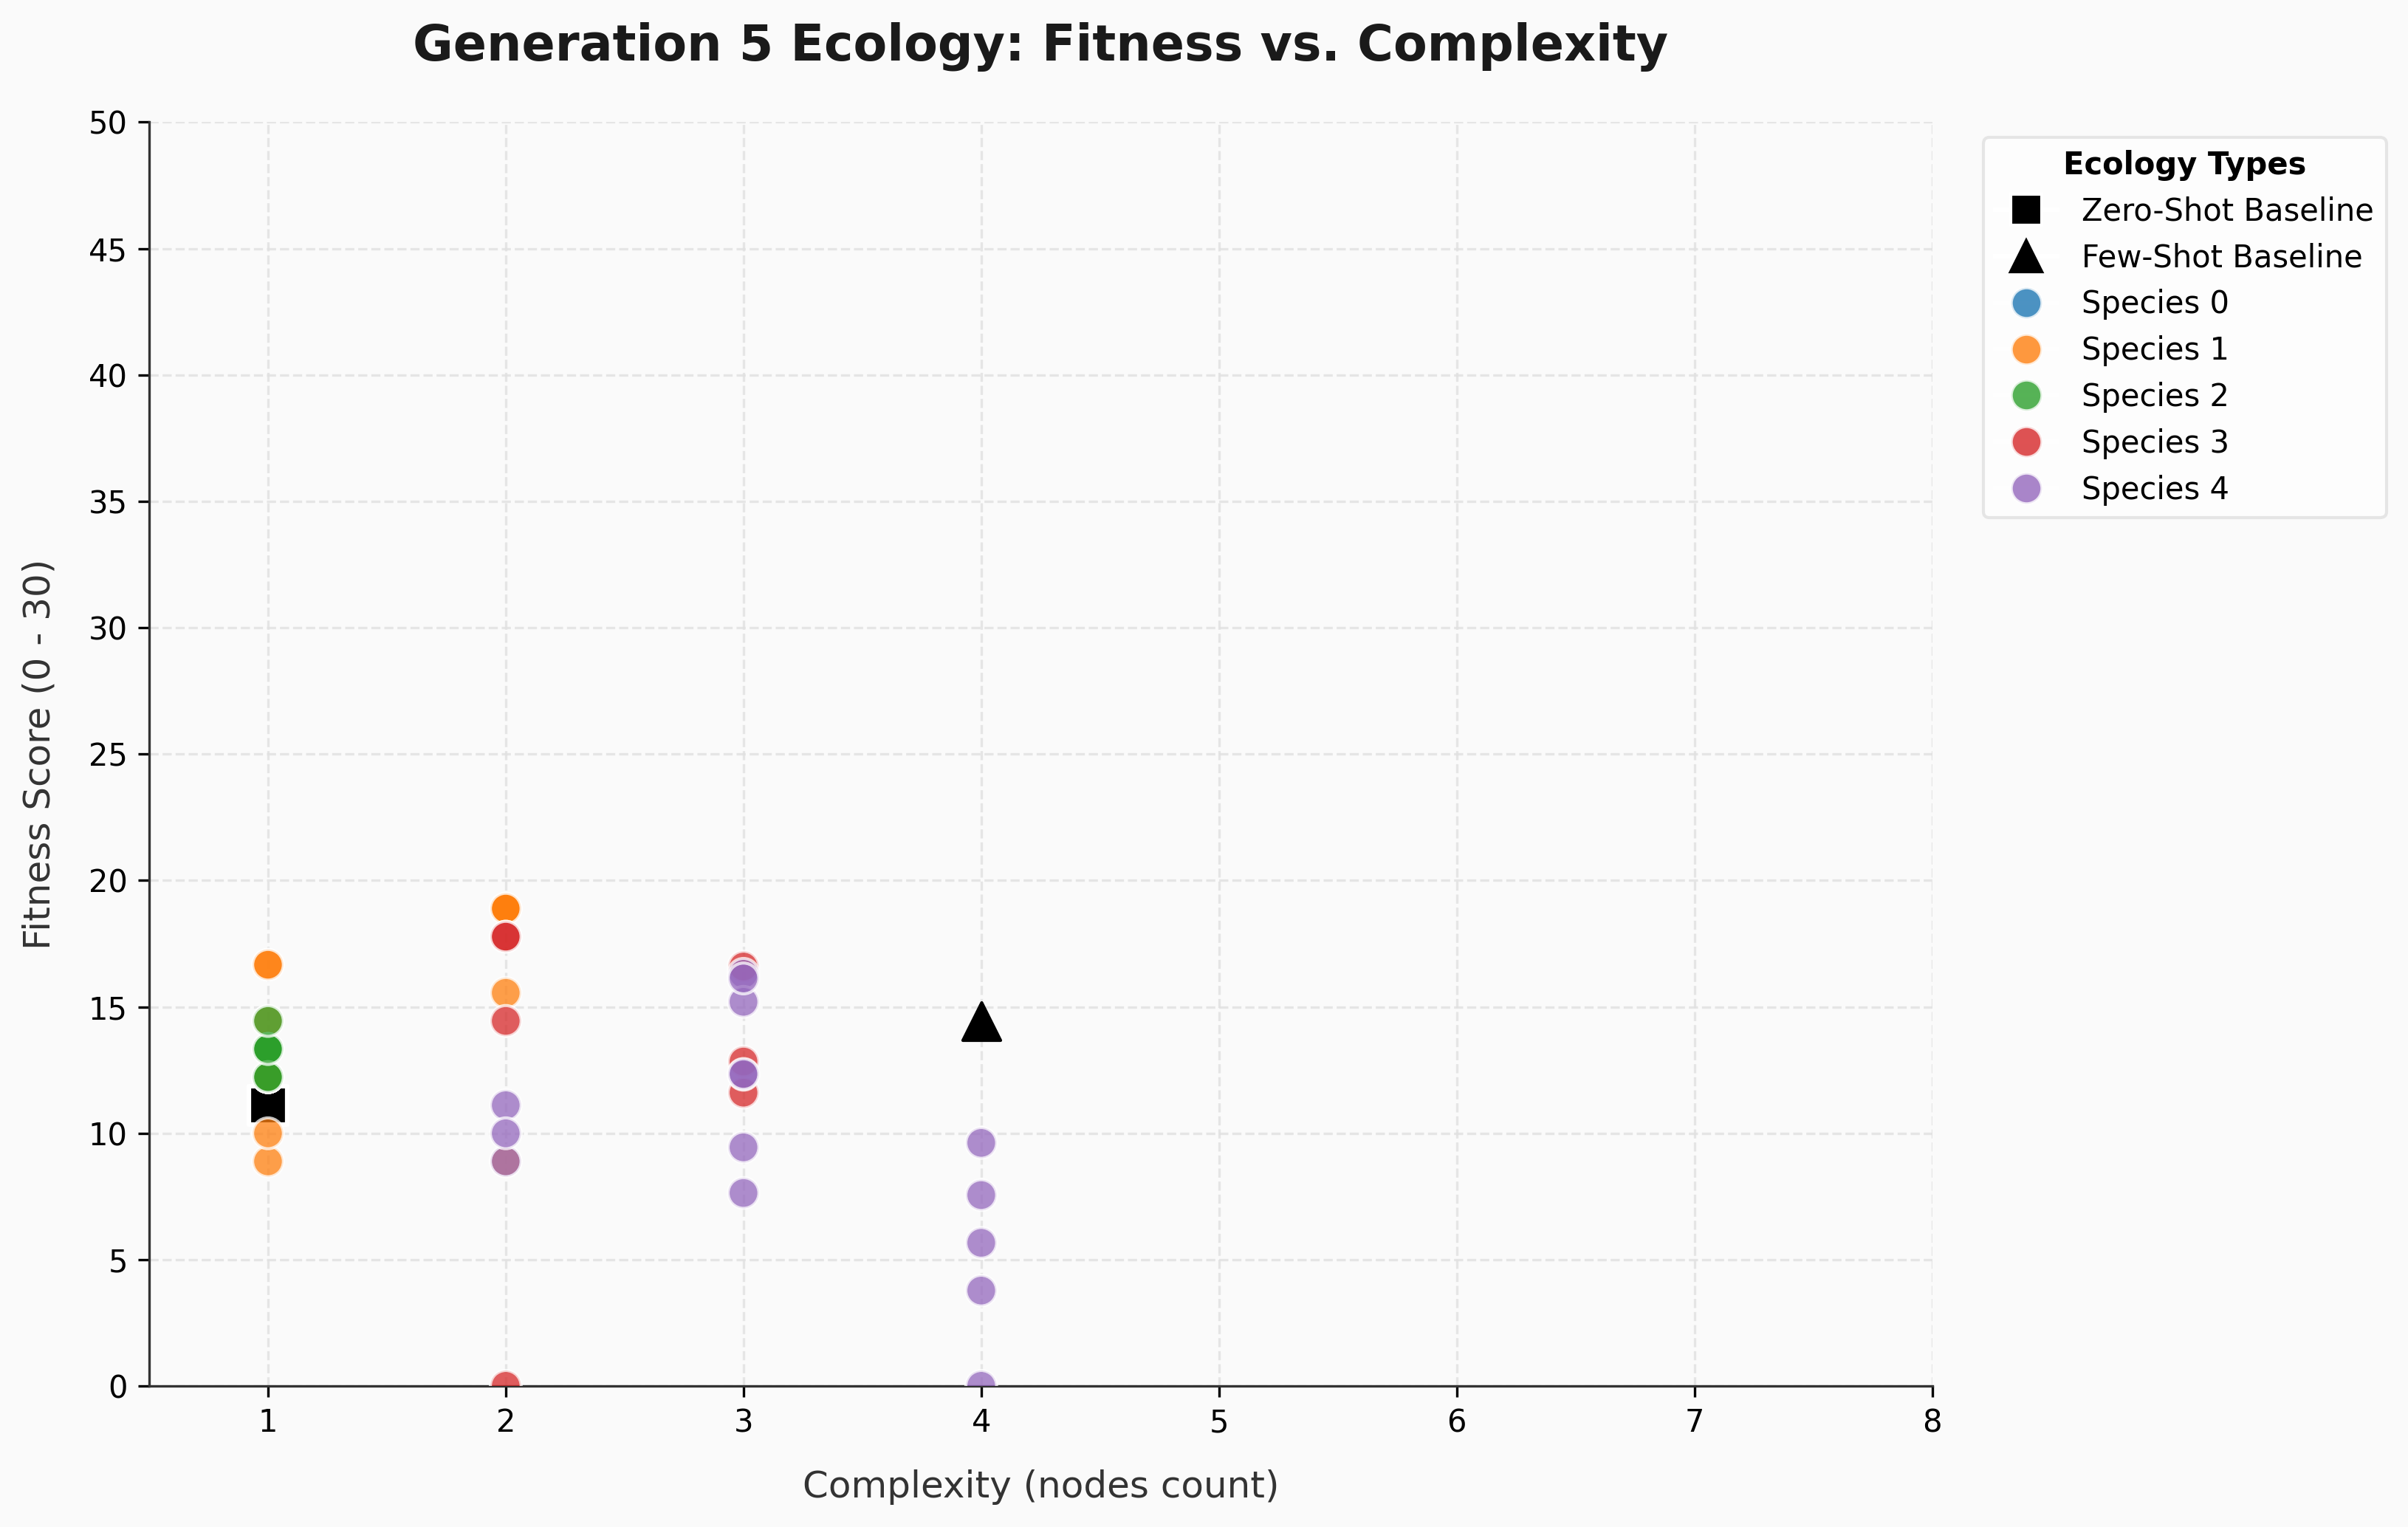 Generation 5 Ecology: Fitness vs. Complexity
50
45
40
35
30
25
20
15
10
5
0
Fitness Score (0 - 30)
1 2 3 4 5 6 7 8
Complexity (nodes count)
Ecology Types
Zero-Shot Baseline
Few-Shot Baseline
Species 0
Species 1
Species 2
Species 3
Species 4